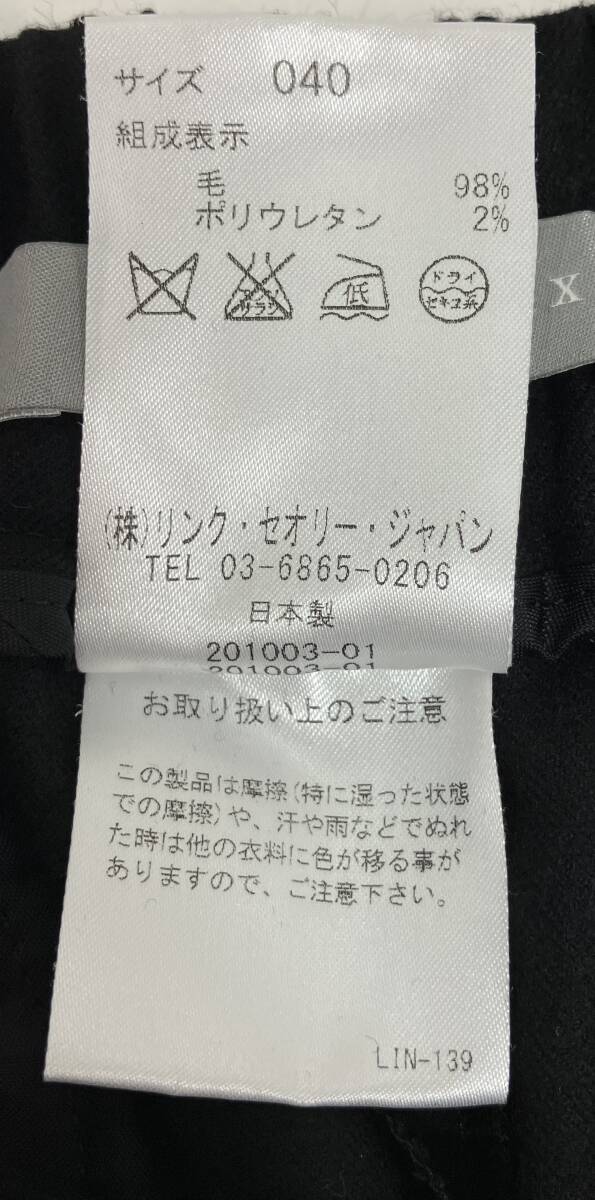 サイズ 040
組成表示
毛 98%
ポリウレタン 2%
サラシ
低
ドライ
セキユ系
X
(株)リンク・セオリー・ジャパン
TEL 03-6865-0206
日本製
201003-01
201003-01
お取り扱い上のご注意
この製品は摩擦(特に湿った状態
での摩擦)や、汗や雨などでぬれ
た時は他の衣料に色が移る事が
ありますので、ご注意下さい。
LIN-139